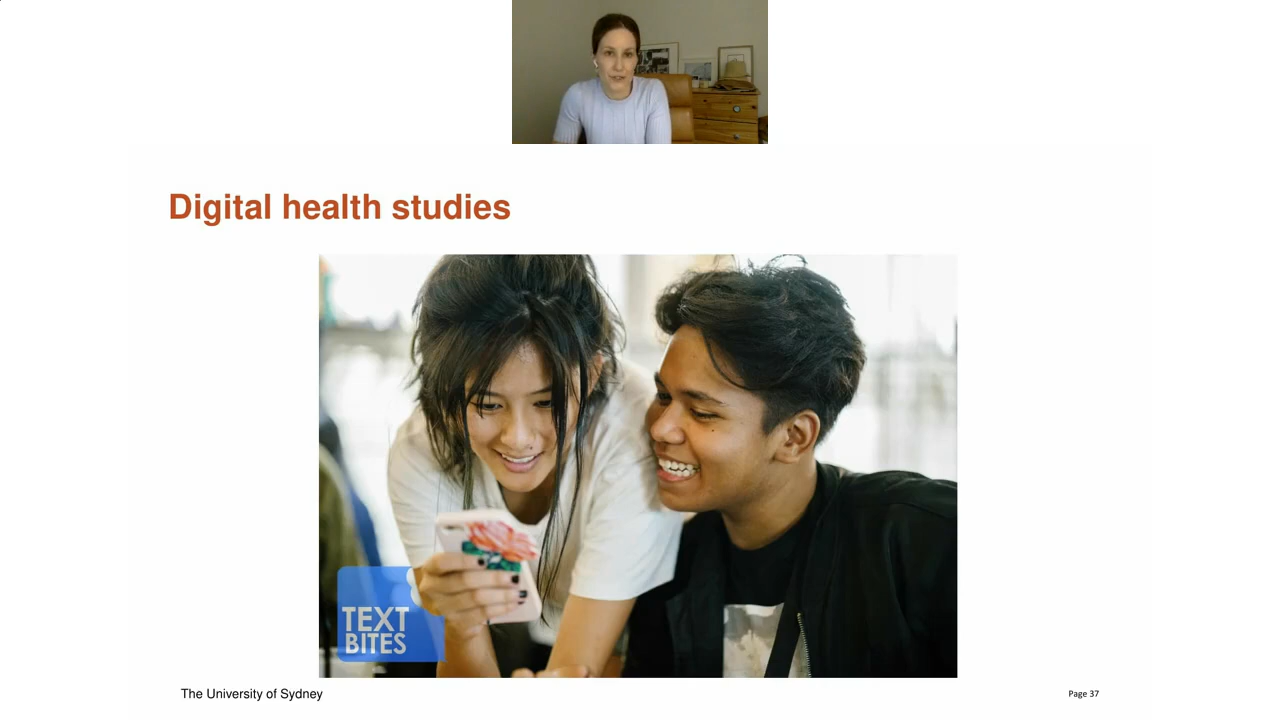 Digital health studies
TEXT
BITES
The University of Sydney
Page 37